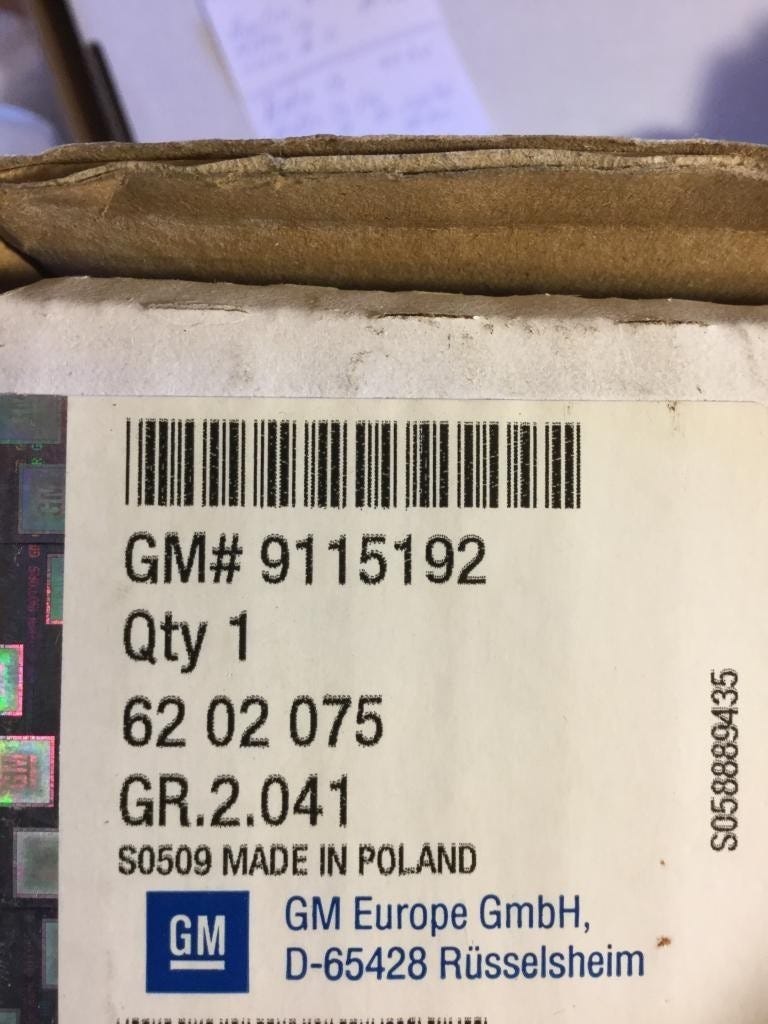 GM# 9115192
Qty 1
62 02 075
GR.2.041
S0509 MADE IN POLAND
GM
GM Europe GmbH,
D-65428 Rüsselsheim
S058889435